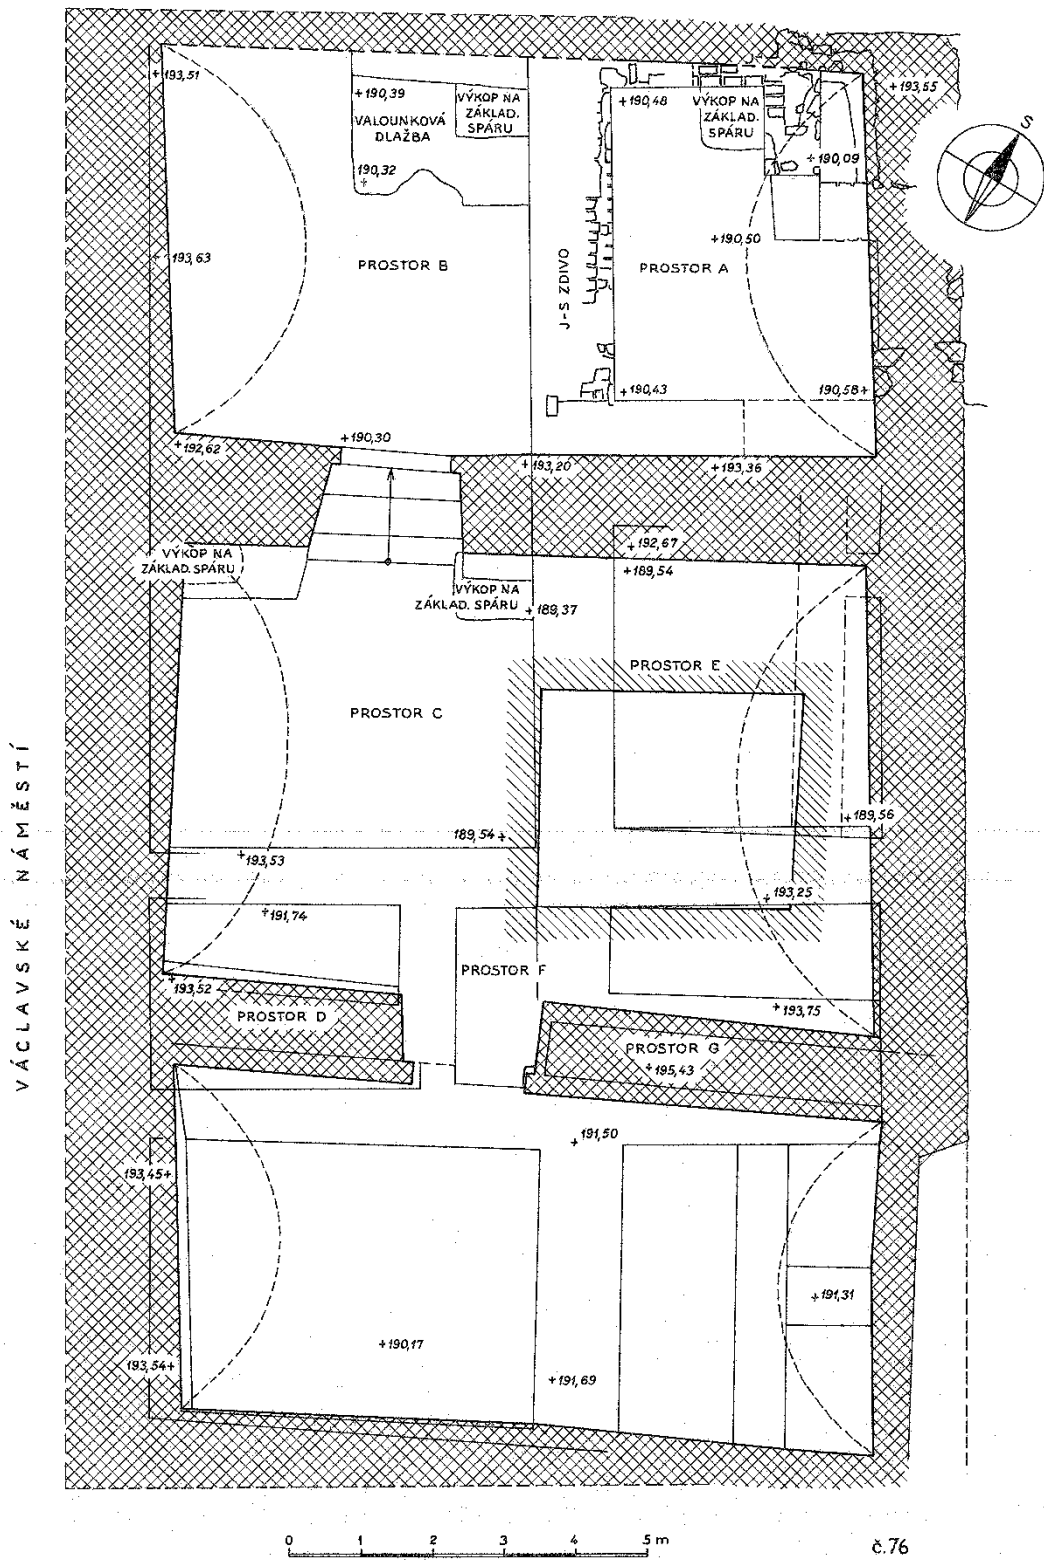 S
+193,51
+190,39
VÝKOP NA
ZÁKLAD.
SPÁRU
VALOUNKOVÁ
DLAŽBA
190,32
+
+190,48
VÝKOP NA
ZÁKLAD.
SPÁRU
+193,55
+190,09
+190,50
+193,63
PROSTOR B
J-S ZDIVO
PROSTOR A
+190,43
190,58+
+192,62
+190,30
+193,20
+193,36
VÝKOP NA
ZÁKLAD. SPÁRU
+192,67
+189,54
VÝKOP NA
ZÁKLAD. SPÁRU
+189,37
PROSTOR E
PROSTOR C
189,54+
+189,56
+193,53
+193,25
+191,74
PROSTOR F
+193,52
PROSTOR D
+193,75
PROSTOR G
+195,43
+191,50
193,45+
+191,31
+190,17
193,54+
+191,69
VÁCLAVSKÉ NÁMĚSTÍ
0 1 2 3 4 5 m
č.76